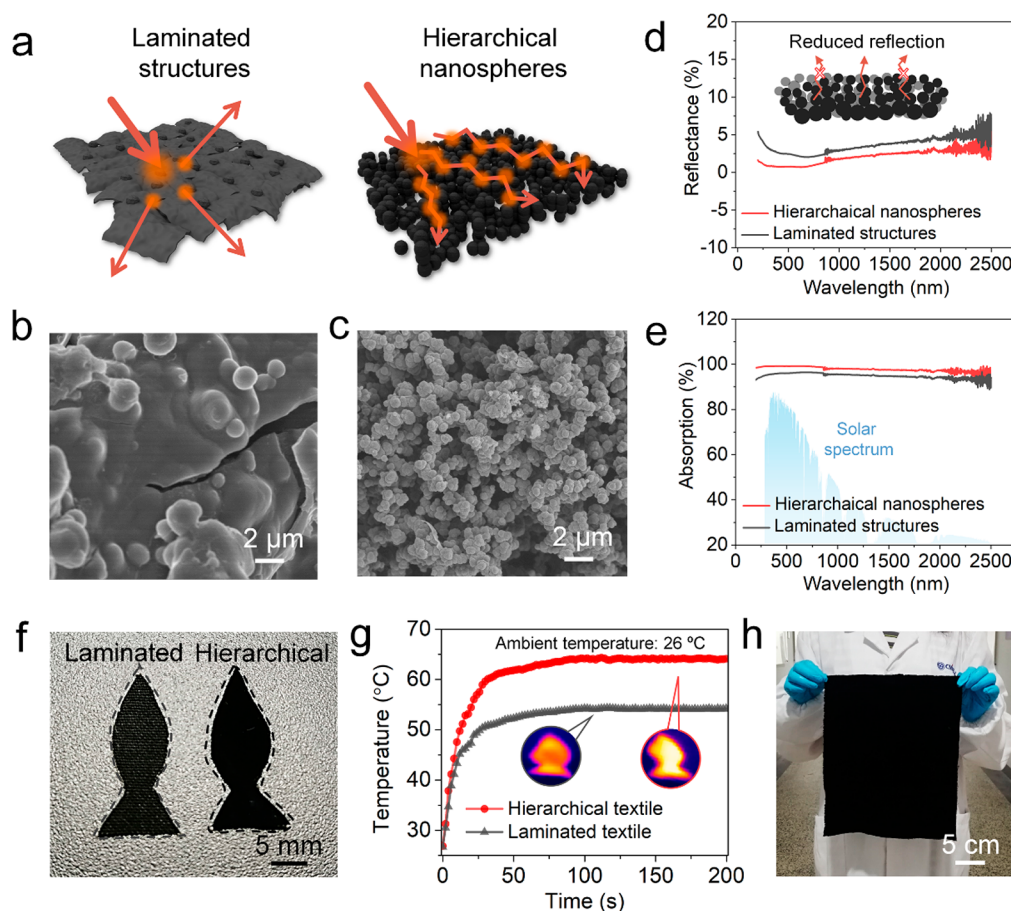 a
Laminated
structures
Hierarchical
nanospheres
b
2 μm
c
2 μm
d
Reduced reflection
Reflectance (%)
20
15
10
5
0
-5
-10
Hierarchaical nanospheres
Laminated structures
0 500 1000 1500 2000 2500
Wavelength (nm)
e
Absorption (%)
120
100
80
60
40
20
Solar
spectrum
Hierarchaical nanospheres
Laminated structures
0 500 1000 1500 2000 2500
Wavelength (nm)
f
Laminated Hierarchical
5 mm
g
Temperature (°C)
70
60
50
40
30
Ambient temperature: 26 ºC
Hierarchical textile
Laminated textile
0 50 100 150 200
Time (s)
h
5 cm